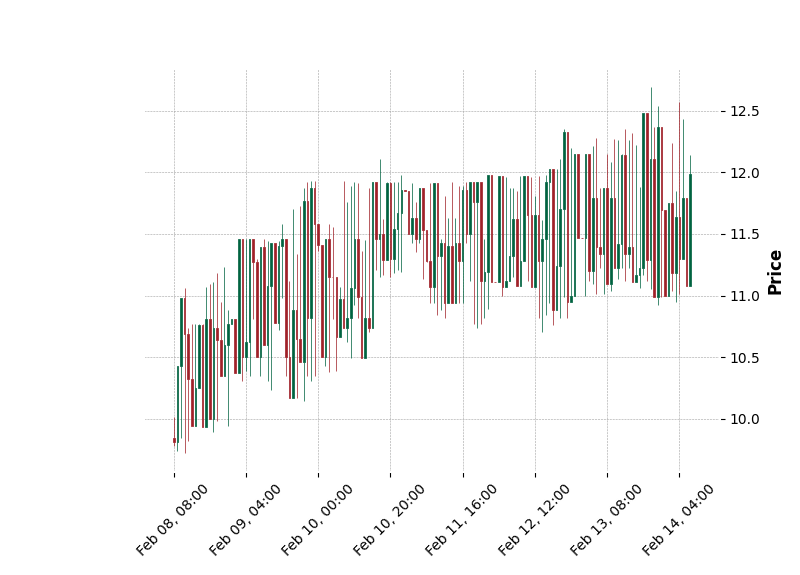 12.5
12.0
11.5
11.0
10.5
10.0
Price
Feb 08, 08:00
Feb 09, 04:00
Feb 10, 00:00
Feb 10, 20:00
Feb 11, 16:00
Feb 12, 12:00
Feb 13, 08:00
Feb 14, 04:00